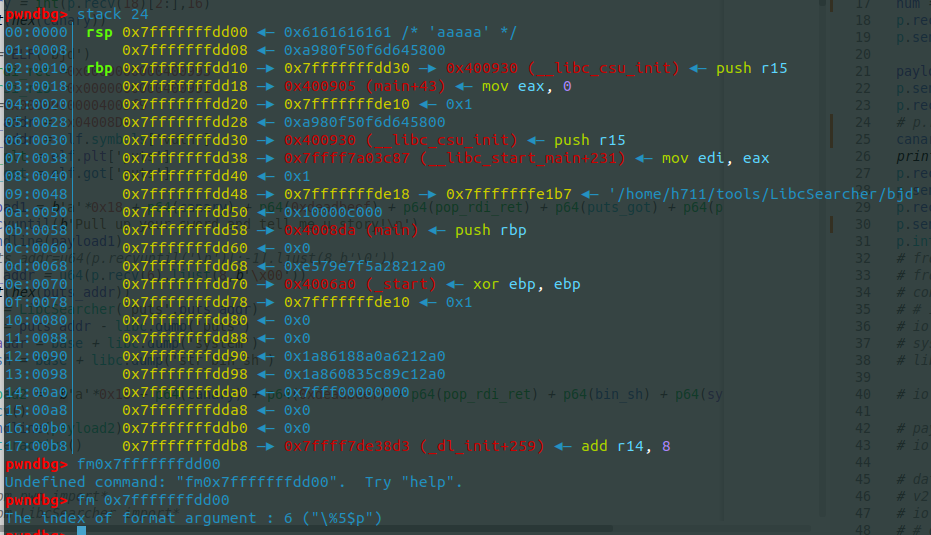 pwndbg> stack 24
00:0000│ rsp 0x7fffffffdd00 ◂— 0x6161616161 /* 'aaaaa' */
01:0008│ 0x7fffffffdd08 ◂— 0xa980f50f6d645800
02:0010│ rbp 0x7fffffffdd10 —▸ 0x7fffffffdd30 —▸ 0x400930 (__libc_csu_init) ◂— push r15
03:0018│ 0x7fffffffdd18 —▸ 0x400905 (main+43) ◂— mov eax, 0
04:0020│ 0x7fffffffdd20 —▸ 0x7fffffffde10 ◂— 0x1
05:0028│ 0x7fffffffdd28 ◂— 0xa980f50f6d645800
06:0030│ 0x7fffffffdd30 —▸ 0x400930 (__libc_csu_init) ◂— push r15
07:0038│ 0x7fffffffdd38 —▸ 0x7ffff7a03c87 (__libc_start_main+231) ◂— mov edi, eax
08:0040│ 0x7fffffffdd40 ◂— 0x1
09:0048│ 0x7fffffffdd48 —▸ 0x7fffffffde18 —▸ 0x7fffffffe1b7 ◂— '/home/h711/tools/LibcSearcher/bjd
0a:0050│ 0x7fffffffdd50 ◂— 0x10000c000
0b:0058│ 0x7fffffffdd58 —▸ 0x4008da (main) ◂— push rbp
0c:0060│ 0x7fffffffdd60 ◂— 0x0
0d:0068│ 0x7fffffffdd68 ◂— 0xe579e7f5a28212a0
0e:0070│ 0x7fffffffdd70 —▸ 0x4006a0 (_start) ◂— xor ebp, ebp
0f:0078│ 0x7fffffffdd78 —▸ 0x7fffffffde10 ◂— 0x1
10:0080│ 0x7fffffffdd80 ◂— 0x0
11:0088│ 0x7fffffffdd88 ◂— 0x0
12:0090│ 0x7fffffffdd90 ◂— 0x1a86188a0a6212a0
13:0098│ 0x7fffffffdd98 ◂— 0x1a860835c89c12a0
14:00a0│ 0x7fffffffdda0 ◂— 0x7fff00000000
15:00a8│ 0x7fffffffdda8 ◂— 0x0
16:00b0│ 0x7fffffffddb0 ◂— 0x0
17:00b8│ 0x7fffffffddb8 —▸ 0x7ffff7de38d3 (_dl_init+259) ◂— add r14, 8
pwndbg> fm0x7fffffffdd00
Undefined command: "fm0x7fffffffdd00".  Try "help".
pwndbg> fm 0x7fffffffdd00
The index of format argument : 6 ("\%5$p")
pwndbg>